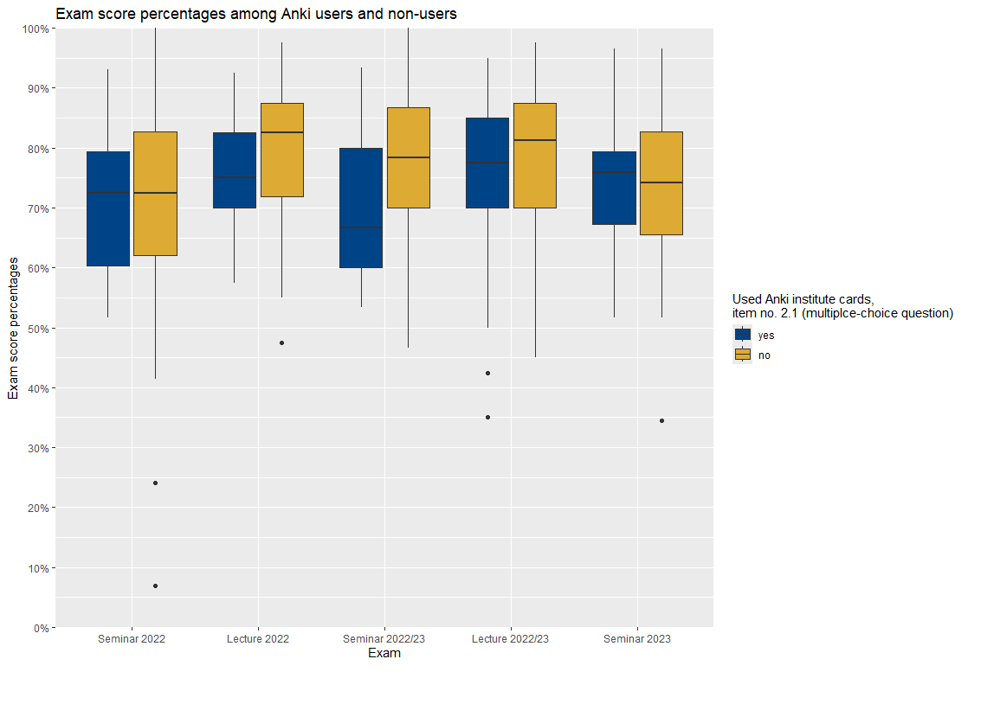 Exam score percentages among Anki users and non-users
100%
90%
80%
70%
60%
50%
40%
30%
20%
10%
0%
Exam score percentages
Seminar 2022
Lecture 2022
Seminar 2022/23
Lecture 2022/23
Seminar 2023
Exam
Used Anki institute cards,
item no. 2.1 (multiplce-choice question)
yes
no